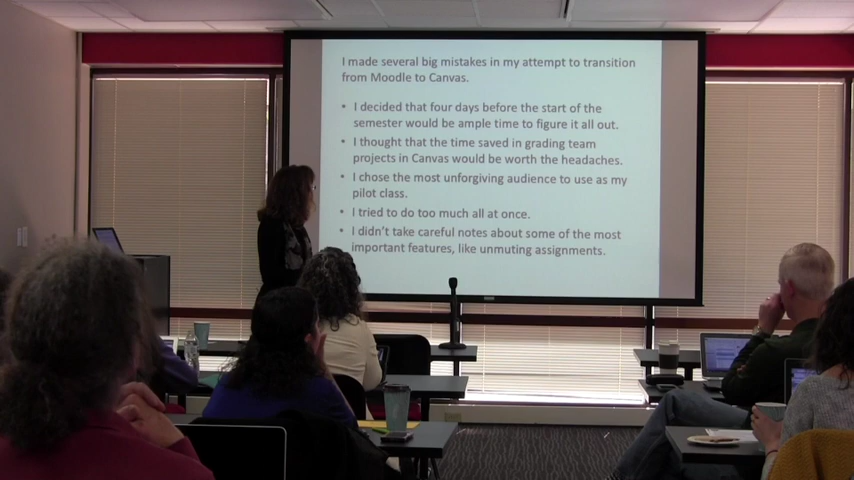 I made several big mistakes in my attempt to transition
from Moodle to Canvas.
• I decided that four days before the start of the
semester would be ample time to figure it all out.
• I thought that the time saved in grading team
projects in Canvas would be worth the headaches.
• I chose the most unforgiving audience to use as my
pilot class.
• I tried to do too much all at once.
• I didn't take careful notes about some of the most
important features, like unmuting assignments.